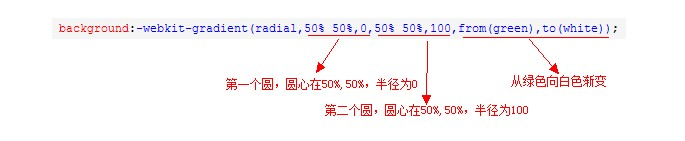 background:-webkit-gradient(radial,50% 50%,0,50% 50%,100,from(green),to(white));
第一个圆，圆心在50%,50%，半径为0
从绿色向白色渐变
第二个圆，圆心在50%,50%，半径为100